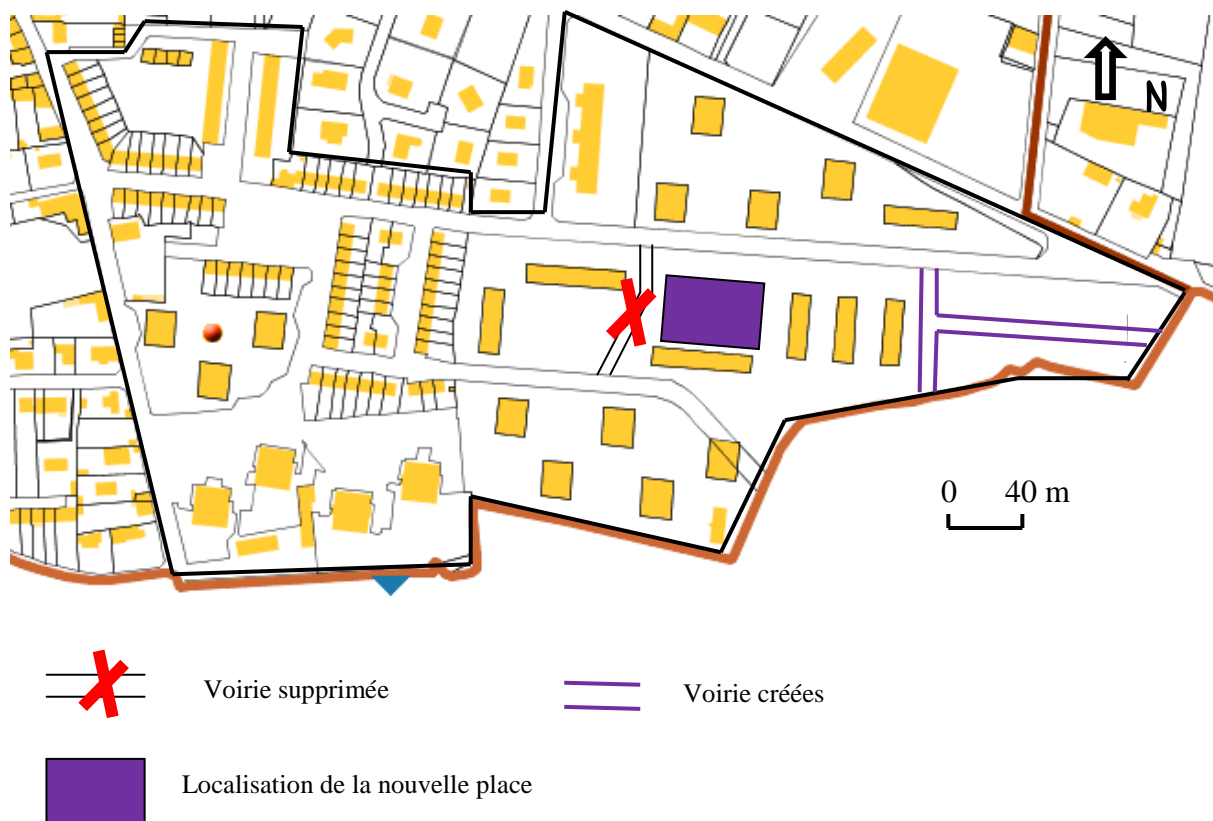 N
0 40 m
Voirie supprimée
Voirie créées
Localisation de la nouvelle place